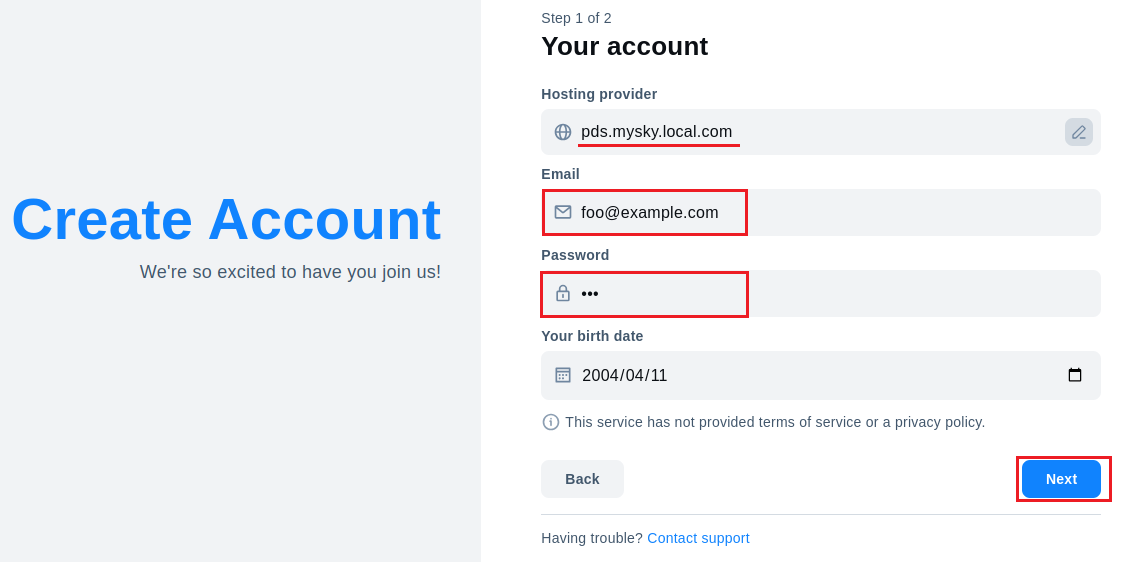 Create Account
We're so excited to have you join us!
Step 1 of 2
Your account
Hosting provider
pds.mysky.local.com
Email
foo@example.com
Password
•••
Your birth date
2004/04/11
This service has not provided terms of service or a privacy policy.
Back
Next
Having trouble? Contact support